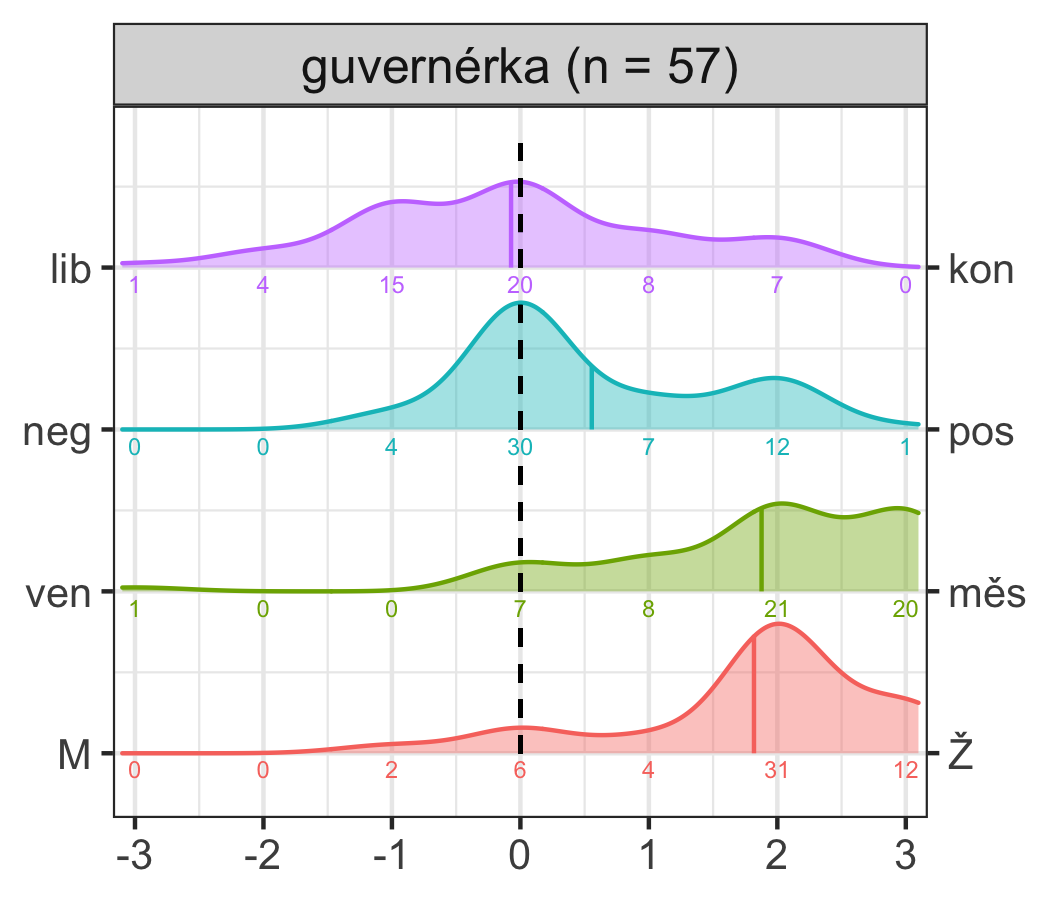 guvernérka (n = 57)
lib kon
1 4 15 20 8 7 0
neg pos
0 0 4 30 7 12 1
ven měs
1 0 0 7 8 21 20
M Ž
0 0 2 6 4 31 12
-3 -2 -1 0 1 2 3